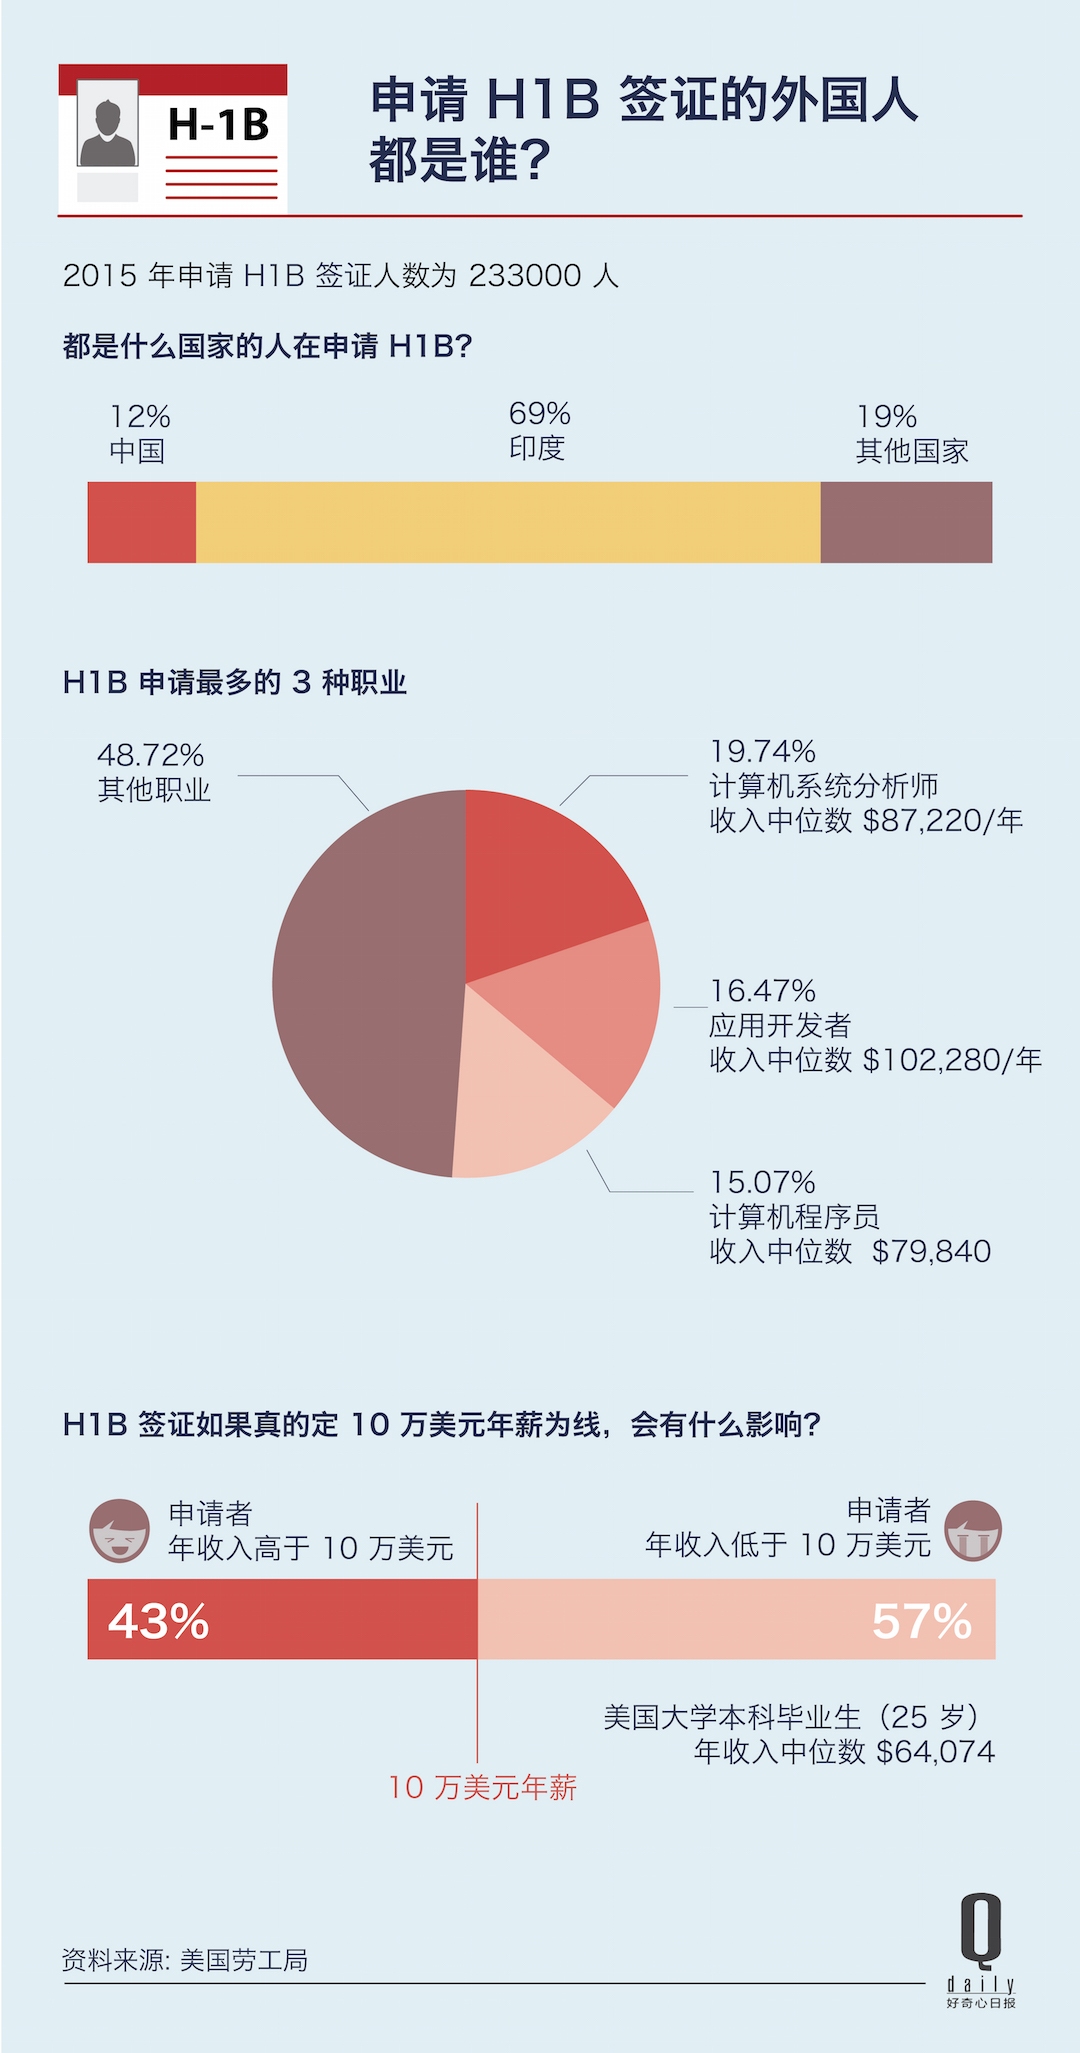 H-1B
申请 H1B 签证的外国人
都是谁?
2015 年申请 H1B 签证人数为 233000 人
都是什么国家的人在申请 H1B?
12%
中国
69%
印度
19%
其他国家
H1B 申请最多的 3 种职业
48.72%
其他职业
19.74%
计算机系统分析师
收入中位数 $87,220/年
16.47%
应用开发者
收入中位数 $102,280/年
15.07%
计算机程序员
收入中位数 $79,840
H1B 签证如果真的定 10 万美元年薪为线，会有什么影响?
申请者
年收入高于 10 万美元
申请者
年收入低于 10 万美元
43%
57%
美国大学本科毕业生（25 岁）
年收入中位数 $64,074
10 万美元年薪
资料来源: 美国劳工局
Q
daily
好奇心日报